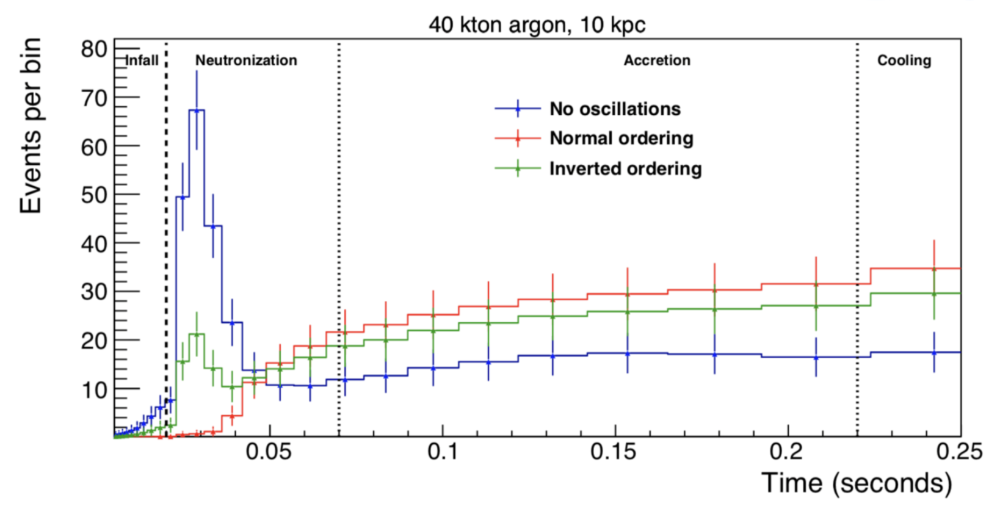 40 kton argon, 10 kpc
Events per bin
80
70
60
50
40
30
20
10
Infall
Neutronization
Accretion
Cooling
No oscillations
Normal ordering
Inverted ordering
0.05
0.1
0.15
0.2
0.25
Time (seconds)